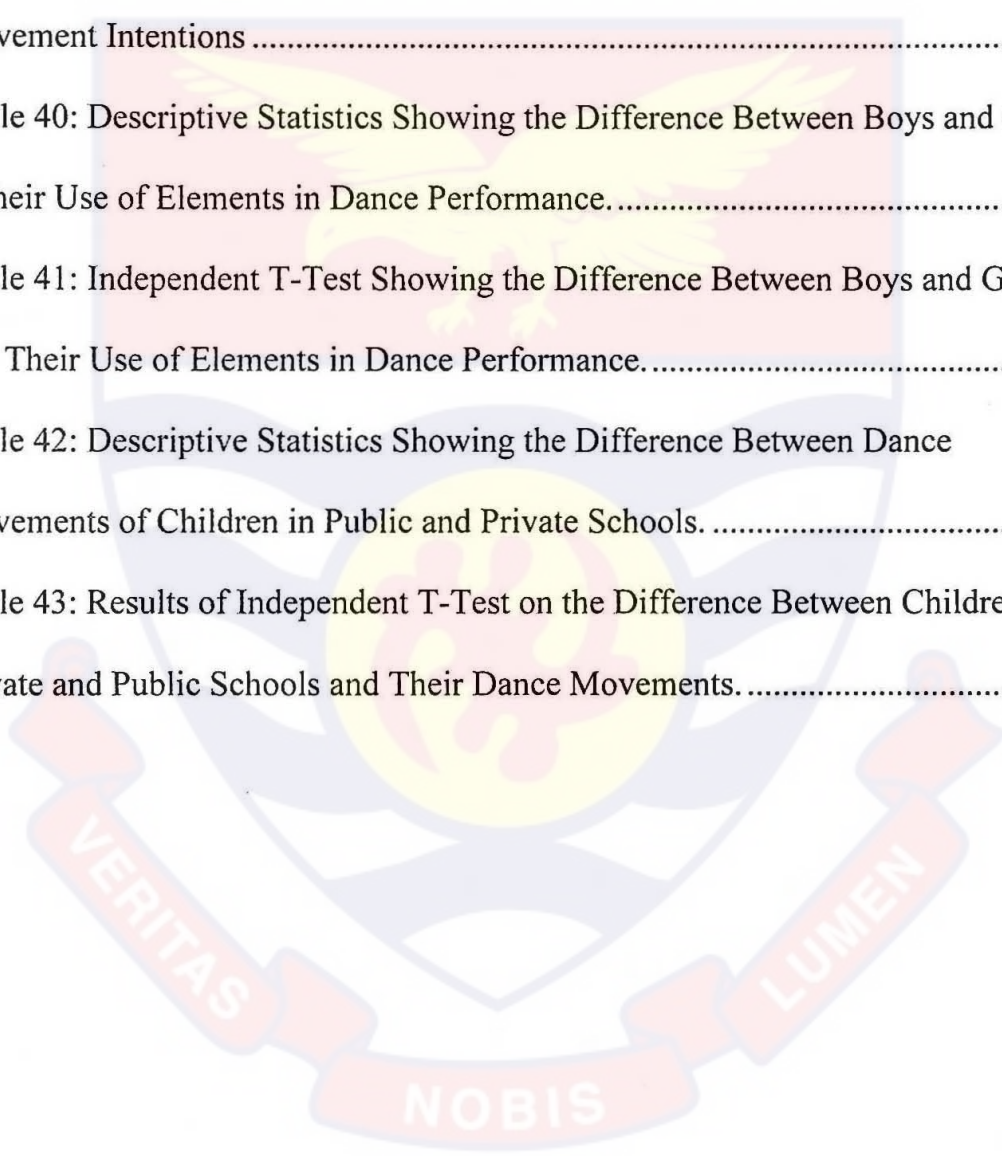 vement Intentions ........................................................................
le 40: Descriptive Statistics Showing the Difference Between Boys and
heir Use of Elements in Dance Performance. ....................................
le 41: Independent T-Test Showing the Difference Between Boys and G
Their Use of Elements in Dance Performance. ....................................
le 42: Descriptive Statistics Showing the Difference Between Dance
vements of Children in Public and Private Schools. ............................
le 43: Results of Independent T-Test on the Difference Between Childre
ate and Public Schools and Their Dance Movements. .........................
VERITAS
NOBIS
LUMEN